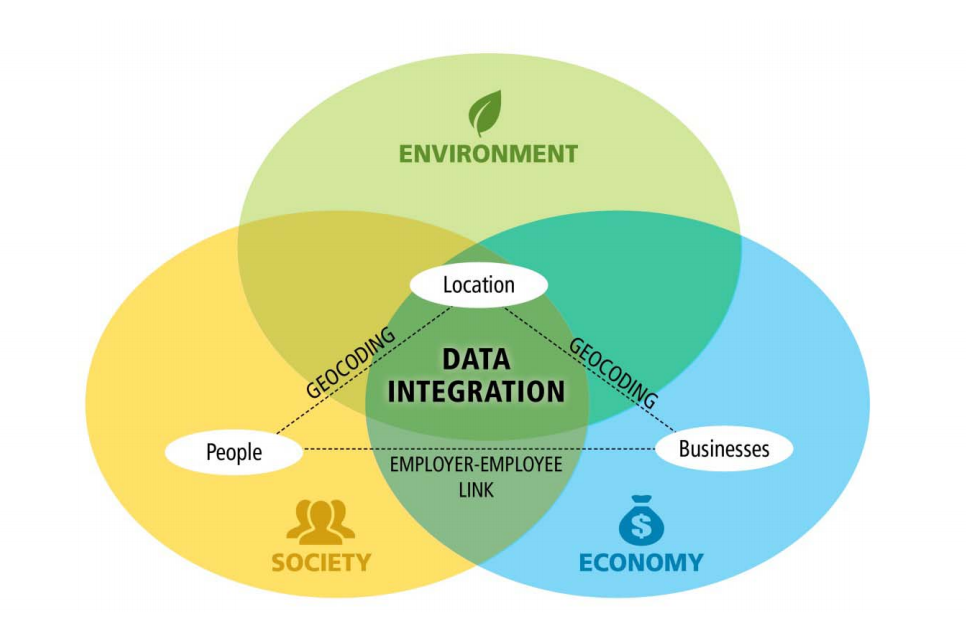 ENVIRONMENT
Location
GEOCODING
GEOCODING
DATA
INTEGRATION
People
Businesses
EMPLOYER-EMPLOYEE
LINK
$
SOCIETY
ECONOMY